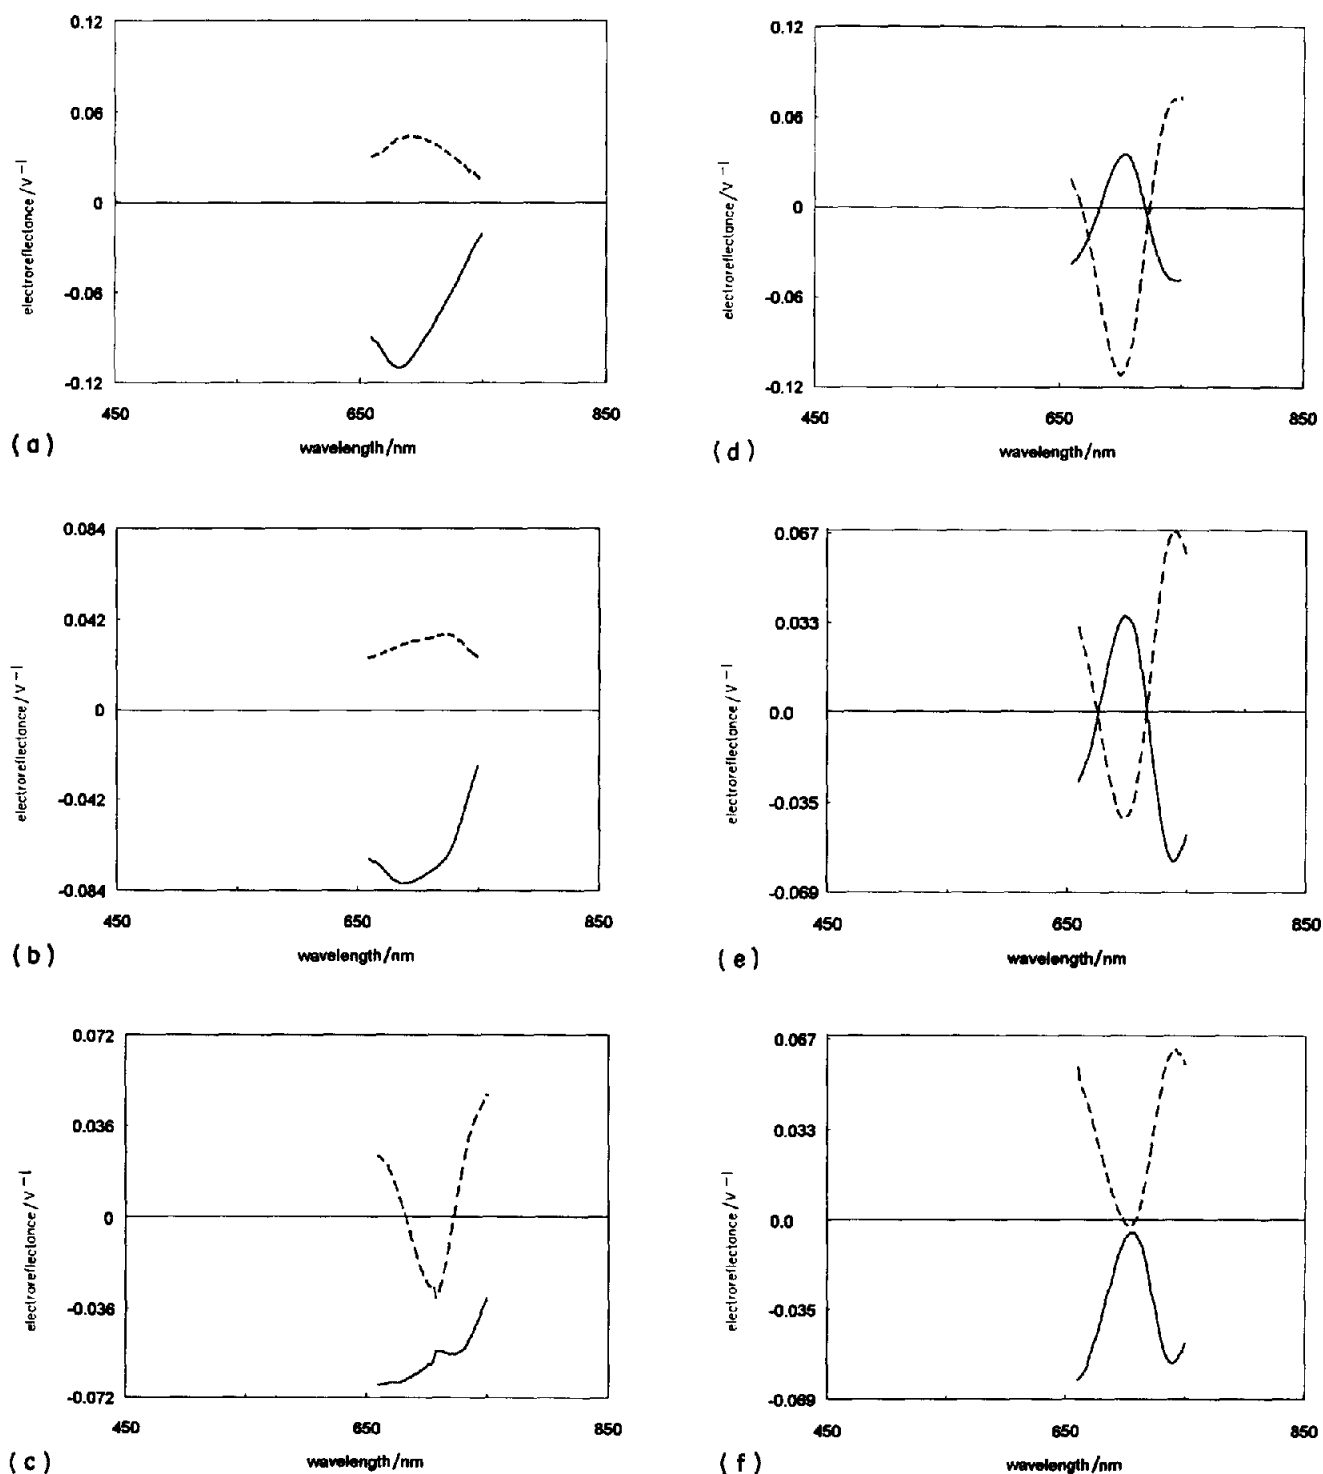 0.12
0.06
0
-0.06
-0.12
electroreflectance/V⁻¹
450 650 850
wavelength/nm
(a)
0.084
0.042
0
-0.042
-0.084
electroreflectance/V⁻¹
450 650 850
wavelength/nm
(b)
0.072
0.036
0
-0.036
-0.072
electroreflectance/V⁻¹
450 650 850
wavelength/nm
(c)
0.12
0.06
0
-0.06
-0.12
electroreflectance/V⁻¹
450 650 850
wavelength/nm
(d)
0.067
0.033
0.0
-0.035
-0.069
electroreflectance/V⁻¹
450 650 850
wavelength/nm
(e)
0.067
0.033
0.0
-0.035
-0.069
electroreflectance/V⁻¹
450 650 850
wavelength/nm
(f)